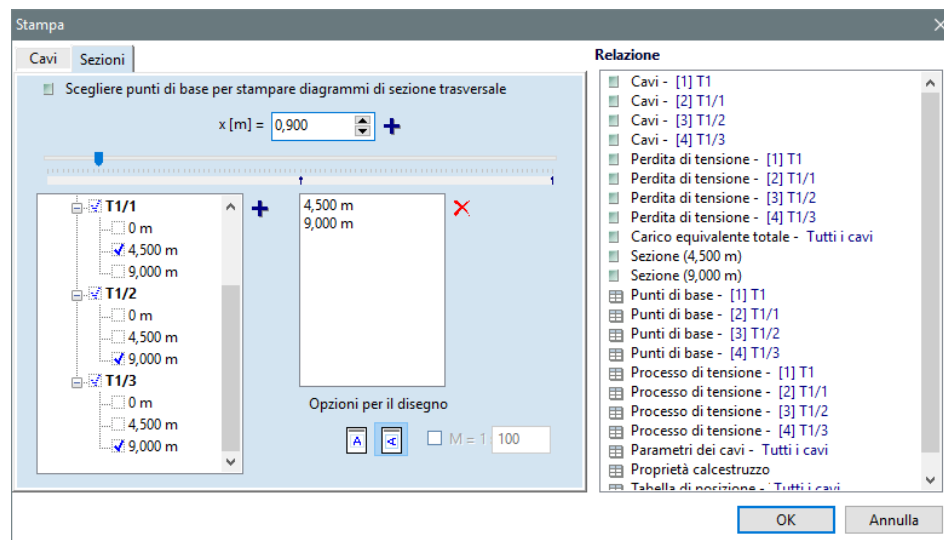 Stampa
Cavi Sezioni
Scegliere punti di base per stampare diagrammi di sezione trasversale
x [m] = 0,900
T1/1
0 m
4,500 m
9,000 m
T1/2
0 m
4,500 m
9,000 m
T1/3
0 m
4,500 m
9,000 m
4,500 m
9,000 m
Opzioni per il disegno
A A M = 1 : 100
Relazione
Cavi - [1] T1
Cavi - [2] T1/1
Cavi - [3] T1/2
Cavi - [4] T1/3
Perdita di tensione - [1] T1
Perdita di tensione - [2] T1/1
Perdita di tensione - [3] T1/2
Perdita di tensione - [4] T1/3
Carico equivalente totale - Tutti i cavi
Sezione (4,500 m)
Sezione (9,000 m)
Punti di base - [1] T1
Punti di base - [2] T1/1
Punti di base - [3] T1/2
Punti di base - [4] T1/3
Processo di tensione - [1] T1
Processo di tensione - [2] T1/1
Processo di tensione - [3] T1/2
Processo di tensione - [4] T1/3
Parametri dei cavi - Tutti i cavi
Proprietà calcestruzzo
Tabella di posizione - Tutti i cavi
OK Annulla